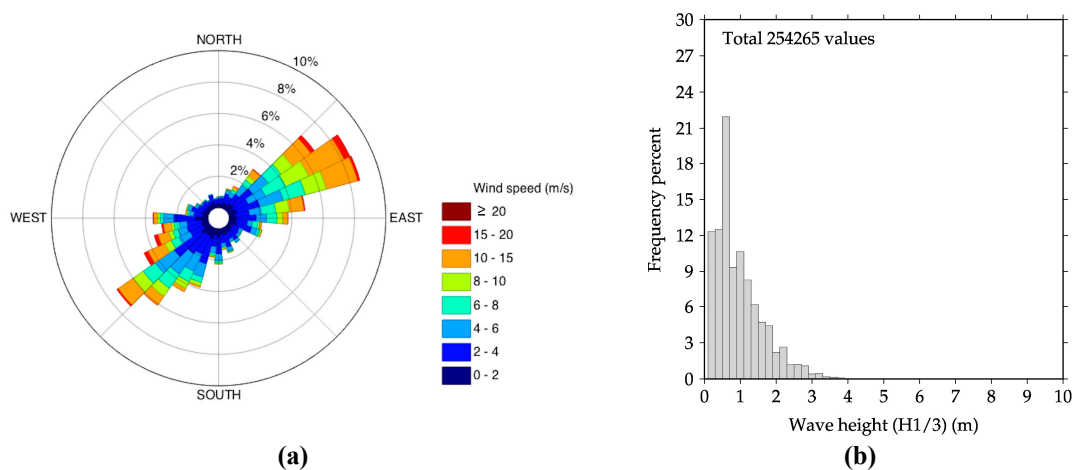 NORTH
10%
8%
6%
4%
2%
WEST
EAST
SOUTH
Wind speed (m/s)
≥ 20
15 - 20
10 - 15
8 - 10
6 - 8
4 - 6
2 - 4
0 - 2
(a)
Total 254265 values
Frequency percent
30
27
24
21
18
15
12
9
6
3
0
0 1 2 3 4 5 6 7 8 9 10
Wave height (H1/3) (m)
(b)